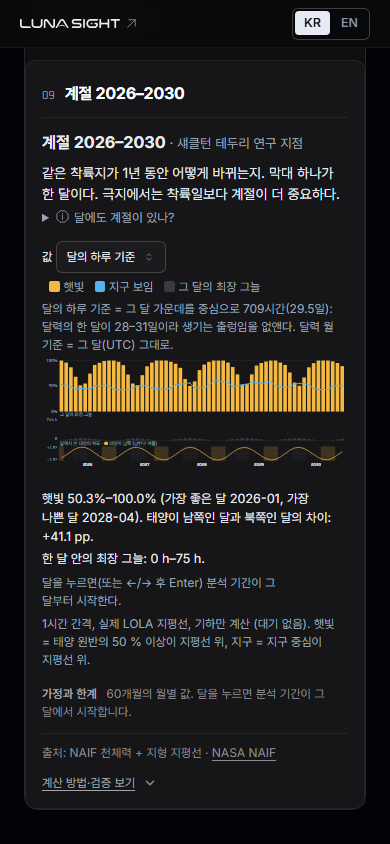 LUNA SIGHT ↗
KR EN
09 계절 2026–2030
계절 2026–2030 · 섀클턴 테두리 연구 지점
같은 착륙지가 1년 동안 어떻게 바뀌는지. 막대 하나가
한 달이다. 극지에서는 착륙일보다 계절이 더 중요하다.
▶ ⓘ 달에도 계절이 있나?
값 달의 하루 기준
햇빛 지구 보임 그 달의 최장 그늘
달의 하루 기준 = 그 달 가운데를 중심으로 709시간(29.5일):
달력의 한 달이 28–31일이라 생기는 출렁임을 없앤다. 달력 월
기준 = 그 달(UTC) 그대로.
100%
50%
0%
그 달의 최장 그늘
0
+1.5°
−1.5°
2026 2027 2028 2029 2030
햇빛 50.3%–100.0% (가장 좋은 달 2026-01, 가장
나쁜 달 2028-04). 태양이 남쪽인 달과 북쪽인 달의 차이:
+41.1 pp.
한 달 안의 최장 그늘: 0 h–75 h.
달을 누르면(또는 ←/→ 후 Enter) 분석 기간이 그
달부터 시작한다.
1시간 간격, 실제 LOLA 지평선, 기하만 계산 (대기 없음). 햇빛
= 태양 원반의 50 % 이상이 지평선 위, 지구 = 지구 중심이
지평선 위.
가정과 한계 60개월의 월별 값. 달을 누르면 분석 기간이 그
달에서 시작합니다.
출처: NAIF 천체력 + 지형 지평선 · NASA NAIF
계산 방법·검증 보기